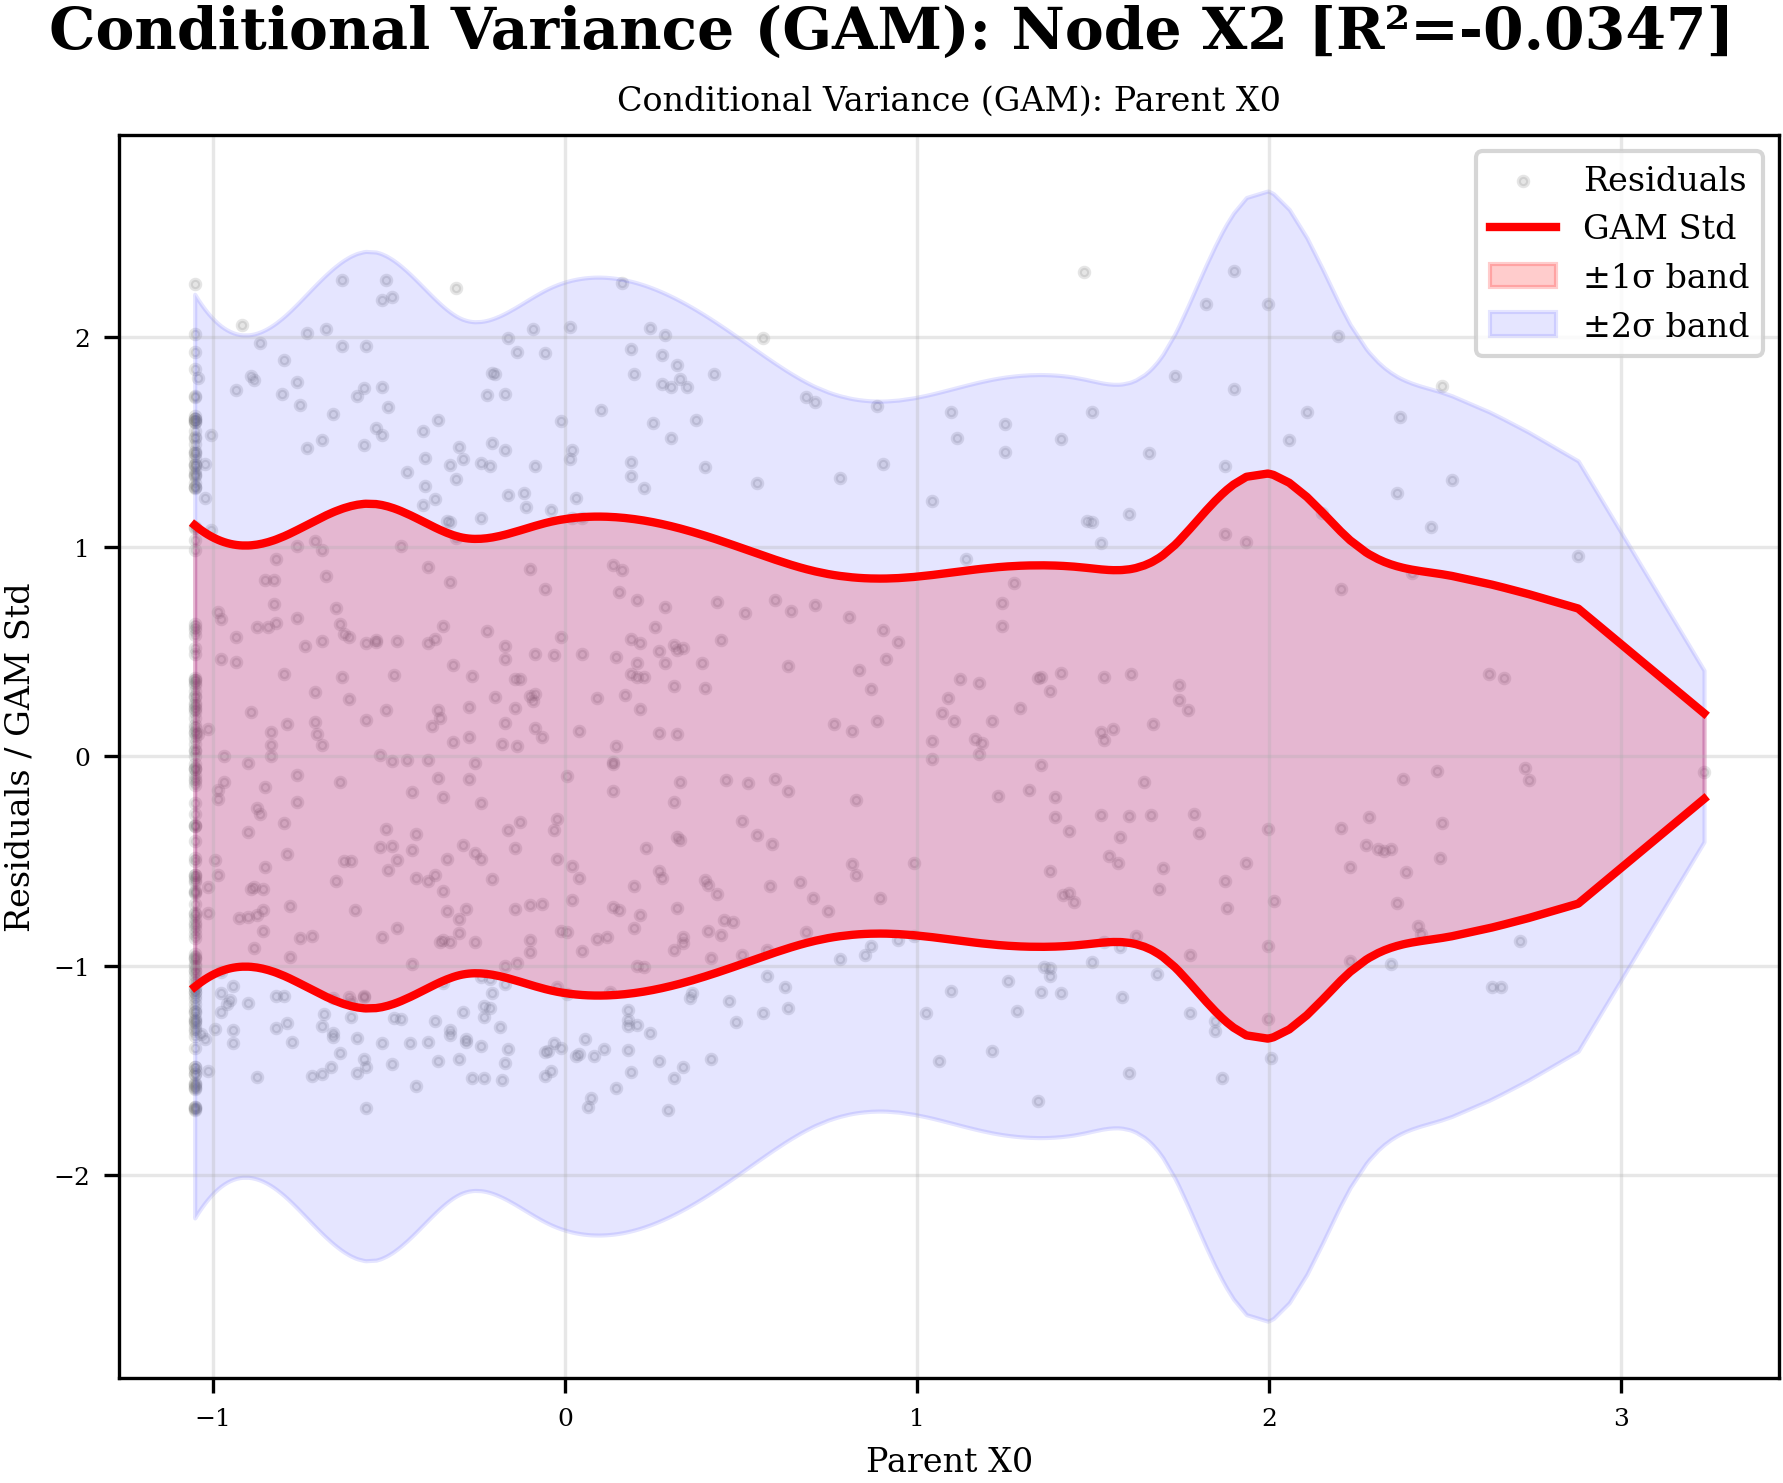 Conditional Variance (GAM): Node X2 [R²=-0.0347]
Conditional Variance (GAM): Parent X0
Residuals
GAM Std
±1σ band
±2σ band
Residuals / GAM Std
2
1
0
−1
−2
−1
0
1
2
3
Parent X0